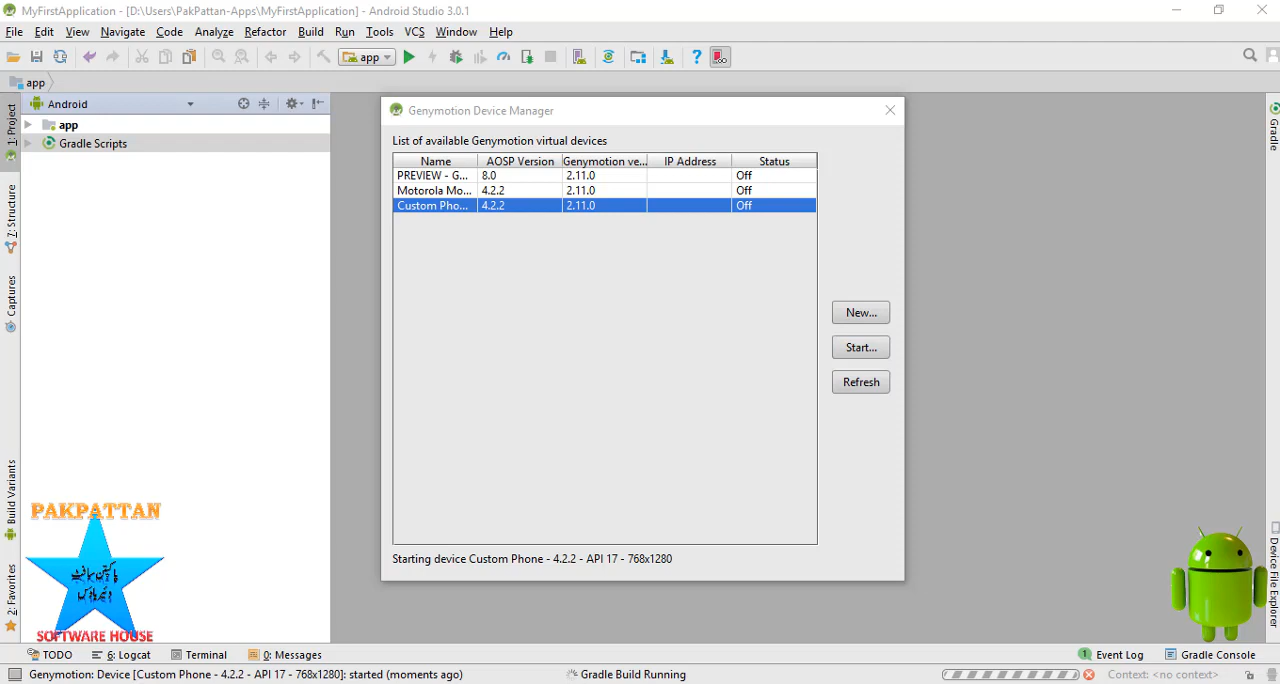 MyFirstApplication - [D:\Users\PakPattan-Apps\MyFirstApplication] - Android Studio 3.0.1
File Edit View Navigate Code Analyze Refactor Build Run Tools VCS Window Help
app
app
1: Project
Android
app
Gradle Scripts
Z: Structure
Captures
Build Variants
2: Favorites
Genymotion Device Manager
List of available Genymotion virtual devices
Name AOSP Version Genymotion ve... IP Address Status
PREVIEW - G... 8.0 2.11.0 Off
Motorola Mo... 4.2.2 2.11.0 Off
Custom Pho... 4.2.2 2.11.0 Off
New...
Start...
Refresh
Starting device Custom Phone - 4.2.2 - API 17 - 768x1280
Gradle
Device File Explorer
PAKPATTAN
پاکپتن سافٹ
وئیر ہاؤس
SOFTWARE HOUSE
TODO 6: Logcat Terminal 0: Messages 1 Event Log Gradle Console
Genymotion: Device [Custom Phone - 4.2.2 - API 17 - 768x1280]: started (moments ago) Gradle Build Running Context: <no context>